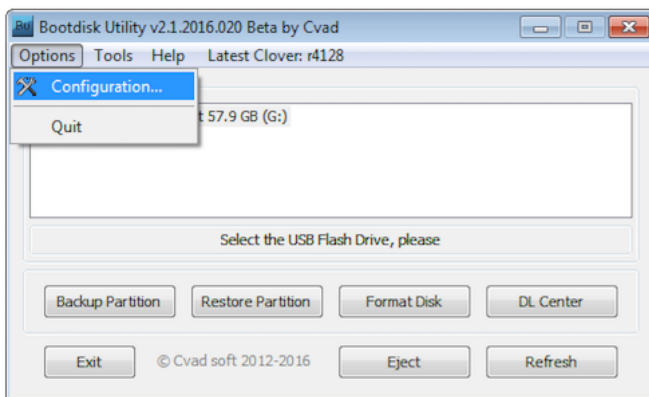 Bu Bootdisk Utility v2.1.2016.020 Beta by Cvad
Options Tools Help Latest Clover: r4128
Configuration...
Quit
57.9 GB (G:)
Select the USB Flash Drive, please
Backup Partition Restore Partition Format Disk DL Center
Exit © Cvad soft 2012-2016 Eject Refresh